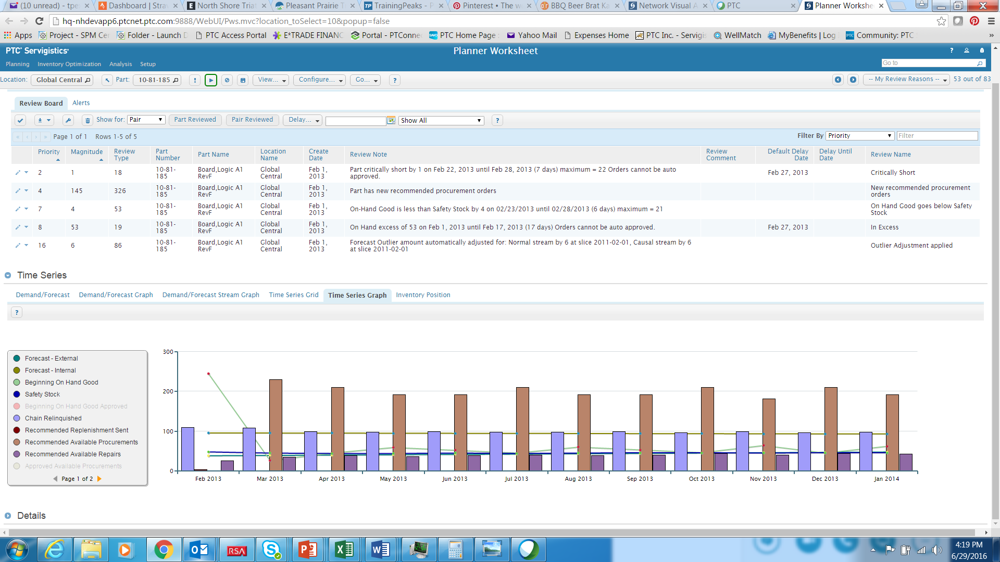 (10 unread) - tpe
Dashboard | Strav
North Shore Triat
Pleasant Prairie T
TrainingPeaks - P
Pinterest • The w
BBQ Beer Brat Ka
Network Visual A
PTC
Planner Workshe
hq-nhdevapp6.ptcnet.ptc.com:9888/WebUI/Pws.mvc?location_toSelect=10&popup=false
Apps Project - SPM Cer Folder - Launch D PTC Access Portal E*TRADE FINANC Portal - PTConnec PTC Home Page : Yahoo Mail Expenses Home PTC Inc. - Servigis WellMatch MyBenefits | Log PTC Community: PTC »
PTC Servigistics
Planner Worksheet
?
Planning Inventory Optimization Analysis Setup
Go to
Location: Global Central Part: 10-81-185 ! View... Configure... Go... ? -- My Review Reasons -- 53 out of 83
Review Board Alerts
Show for: Pair Part Reviewed Pair Reviewed Delay... Show All ?
« ‹ › » Page 1 of 1 Rows 1-5 of 5 Filter By Priority Filter
Priority Magnitude Review Type Part Number Part Name Location Name Create Date Review Note Review Comment Default Delay Date Delay Until Date Review Name
2 1 18 10-81-185 Board,Logic A1 RevF Global Central Feb 1, 2013 Part critically short by 1 on Feb 22, 2013 until Feb 28, 2013 (7 days) maximum = 22 Orders cannot be auto approved. Feb 27, 2013 Critically Short
4 145 326 10-81-185 Board,Logic A1 RevF Global Central Feb 1, 2013 Part has new recommended procurement orders New recommended procurement orders
7 4 53 10-81-185 Board,Logic A1 RevF Global Central Feb 1, 2013 On-Hand Good is less than Safety Stock by 4 on 02/23/2013 until 02/28/2013 (6 days) maximum = 21 On Hand Good goes below Safety Stock
8 53 19 10-81-185 Board,Logic A1 RevF Global Central Feb 1, 2013 On Hand excess of 53 on Feb 1, 2013 until Feb 17, 2013 (17 days) Orders cannot be auto approved. Feb 27, 2013 In Excess
16 6 86 10-81-185 Board,Logic A1 RevF Global Central Feb 1, 2013 Forecast Outlier amount automatically adjusted for: Normal stream by 6 at slice 2011-02-01, Causal stream by 6 at slice 2011-02-01 Outlier Adjustment applied
Time Series
Demand/Forecast Demand/Forecast Graph Demand/Forecast Stream Graph Time Series Grid Time Series Graph Inventory Position
?
Forecast - External
Forecast - Internal
Beginning On Hand Good
Safety Stock
Beginning On Hand Good Approved
Chain Relinquished
Recommended Replenishment Sent
Recommended Available Procurements
Recommended Available Repairs
Approved Available Procurements
Page 1 of 2
300
200
100
0
Feb 2013 Mar 2013 Apr 2013 May 2013 Jun 2013 Jul 2013 Aug 2013 Sep 2013 Oct 2013 Nov 2013 Dec 2013 Jan 2014
Details
RSA
4:19 PM
6/29/2016